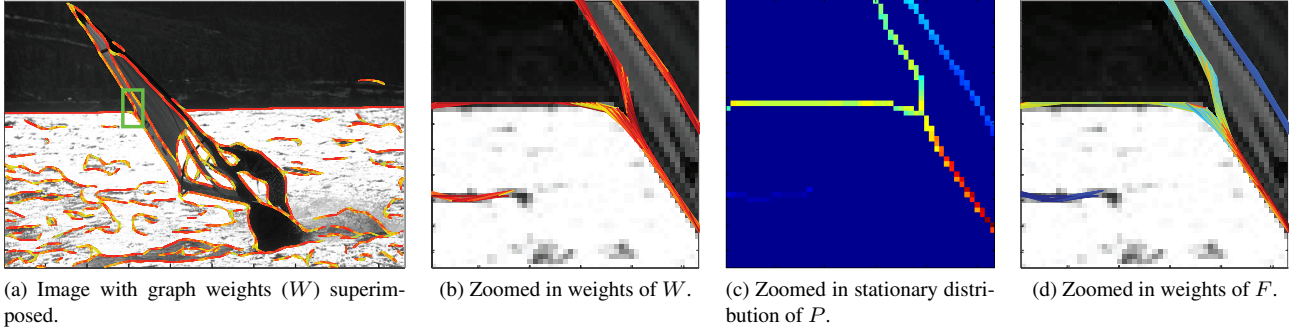 (a) Image with graph weights (W) superim-
posed.
(b) Zoomed in weights of W.
(c) Zoomed in stationary distri-
bution of P.
(d) Zoomed in weights of F.